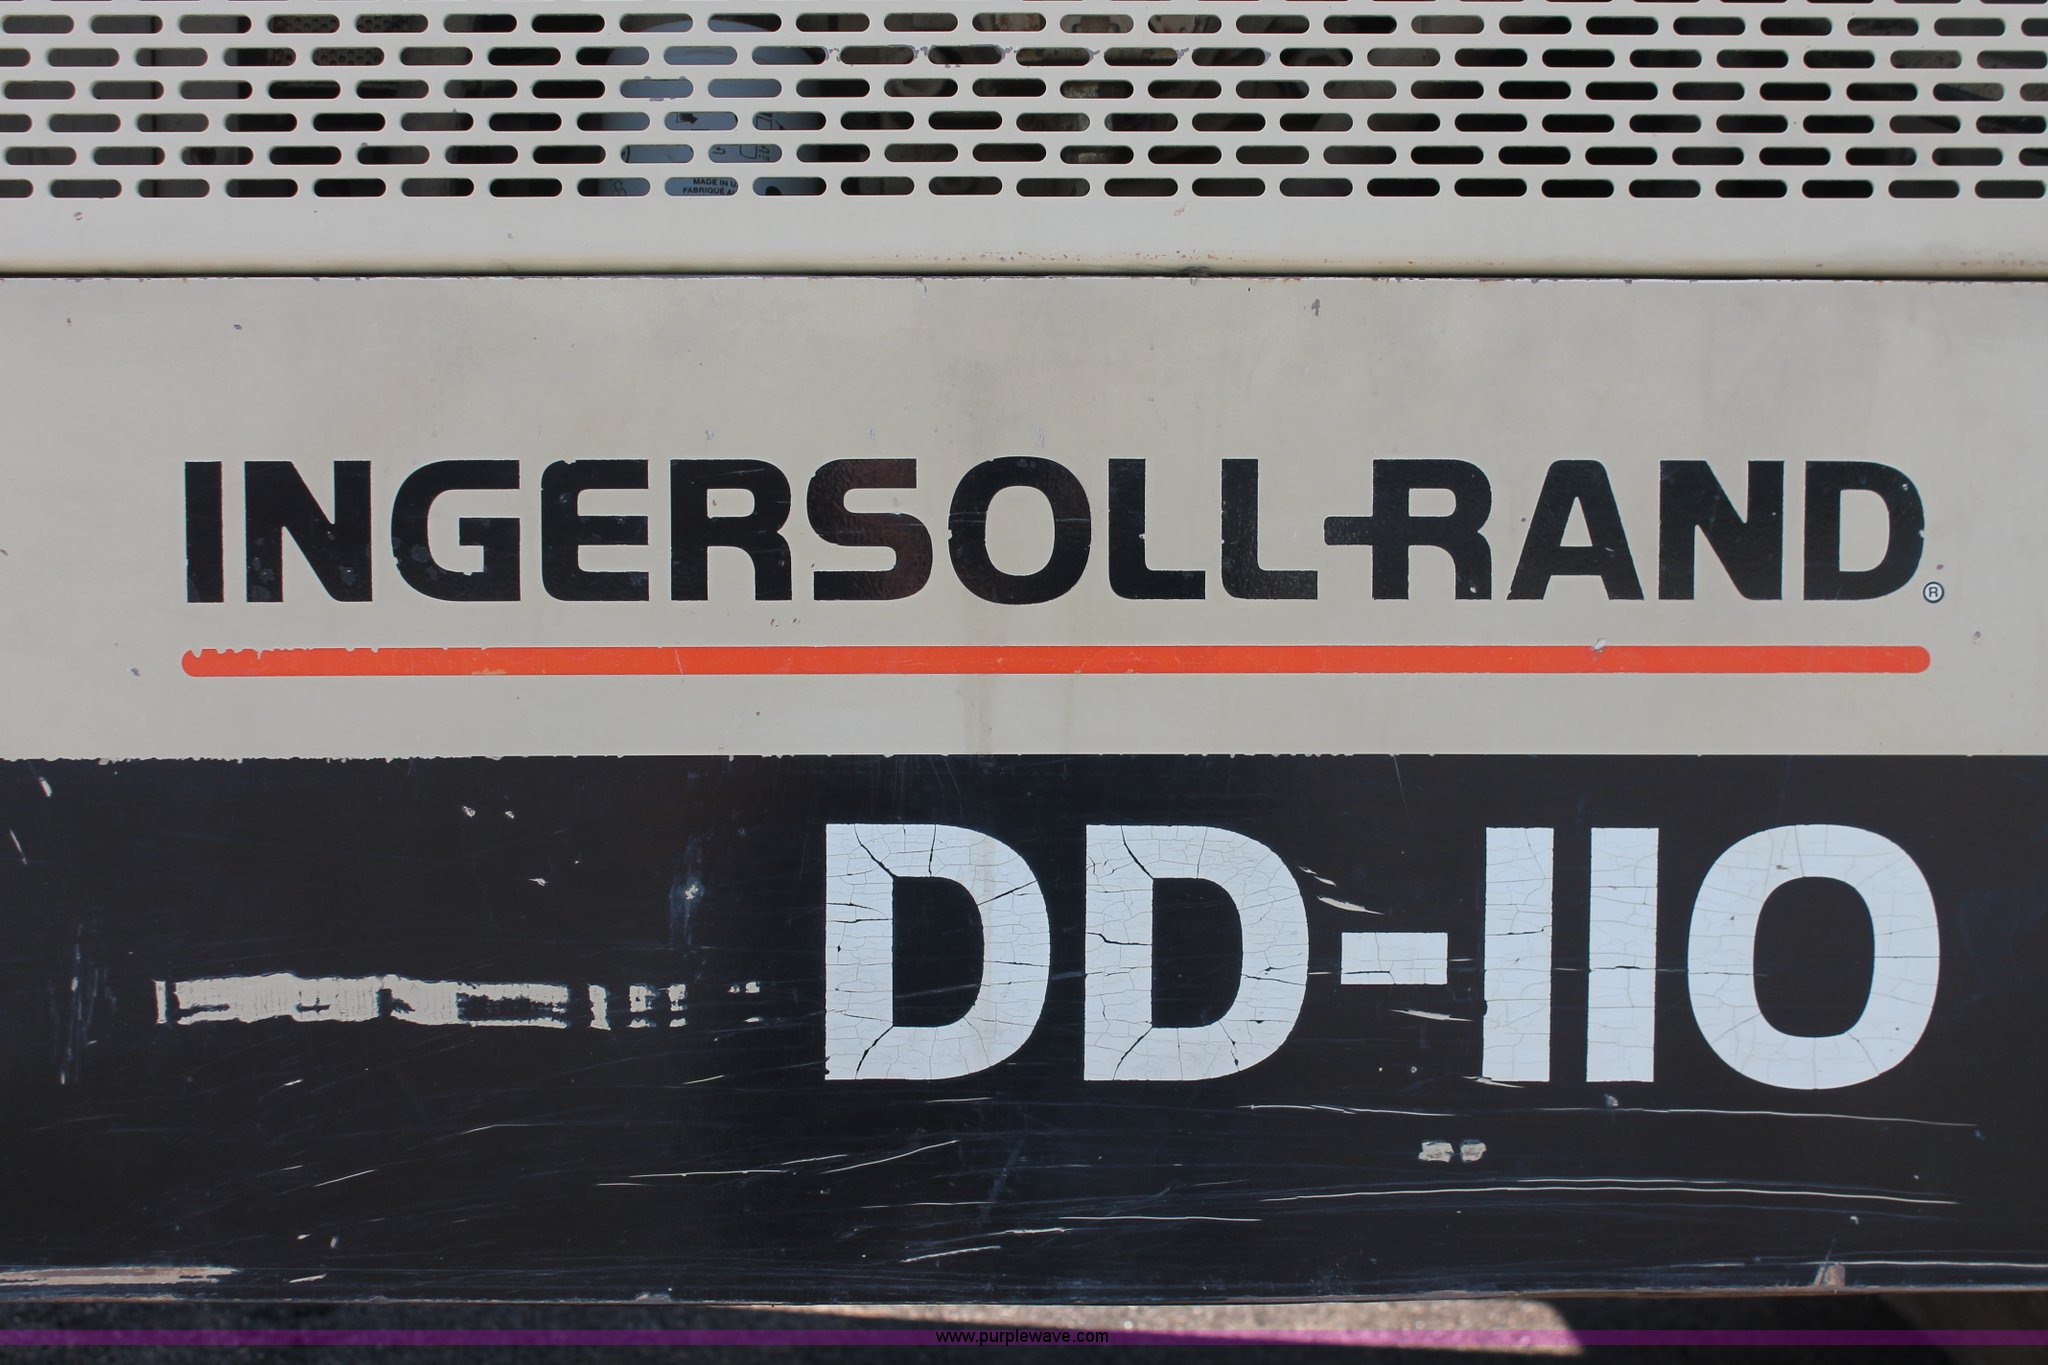 MADE IN U
FABRIQUÉ A
INGERSOLL-RAND®
DD-110
www.purplewave.com